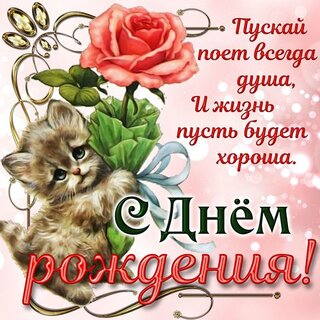 Пускай
поет всегда
душа,
И жизнь
пусть будет
хороша.
С Днём
рождения!